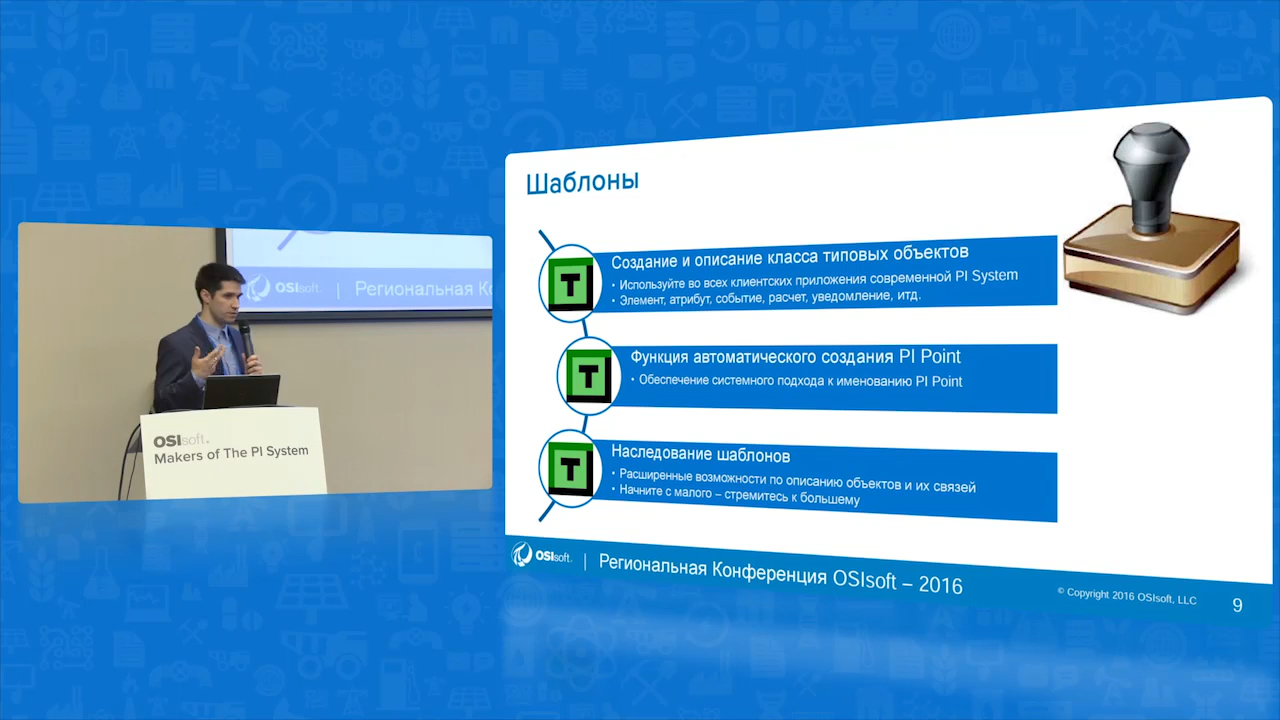 OSIsoft.
Региональная Ко
OSIsoft.
Makers of The PI System
Шаблоны
T
Создание и описание класса типовых объектов
• Используйте во всех клиентских приложения современной PI System
• Элемент, атрибут, событие, расчет, уведомление, итд.
T
Функция автоматического создания PI Point
• Обеспечение системного подхода к именованию PI Point
T
Наследование шаблонов
• Расширенные возможности по описанию объектов и их связей
• Начните с малого – стремитесь к большему
OSIsoft. | Региональная Конференция OSIsoft – 2016
© Copyright 2016 OSIsoft, LLC
9